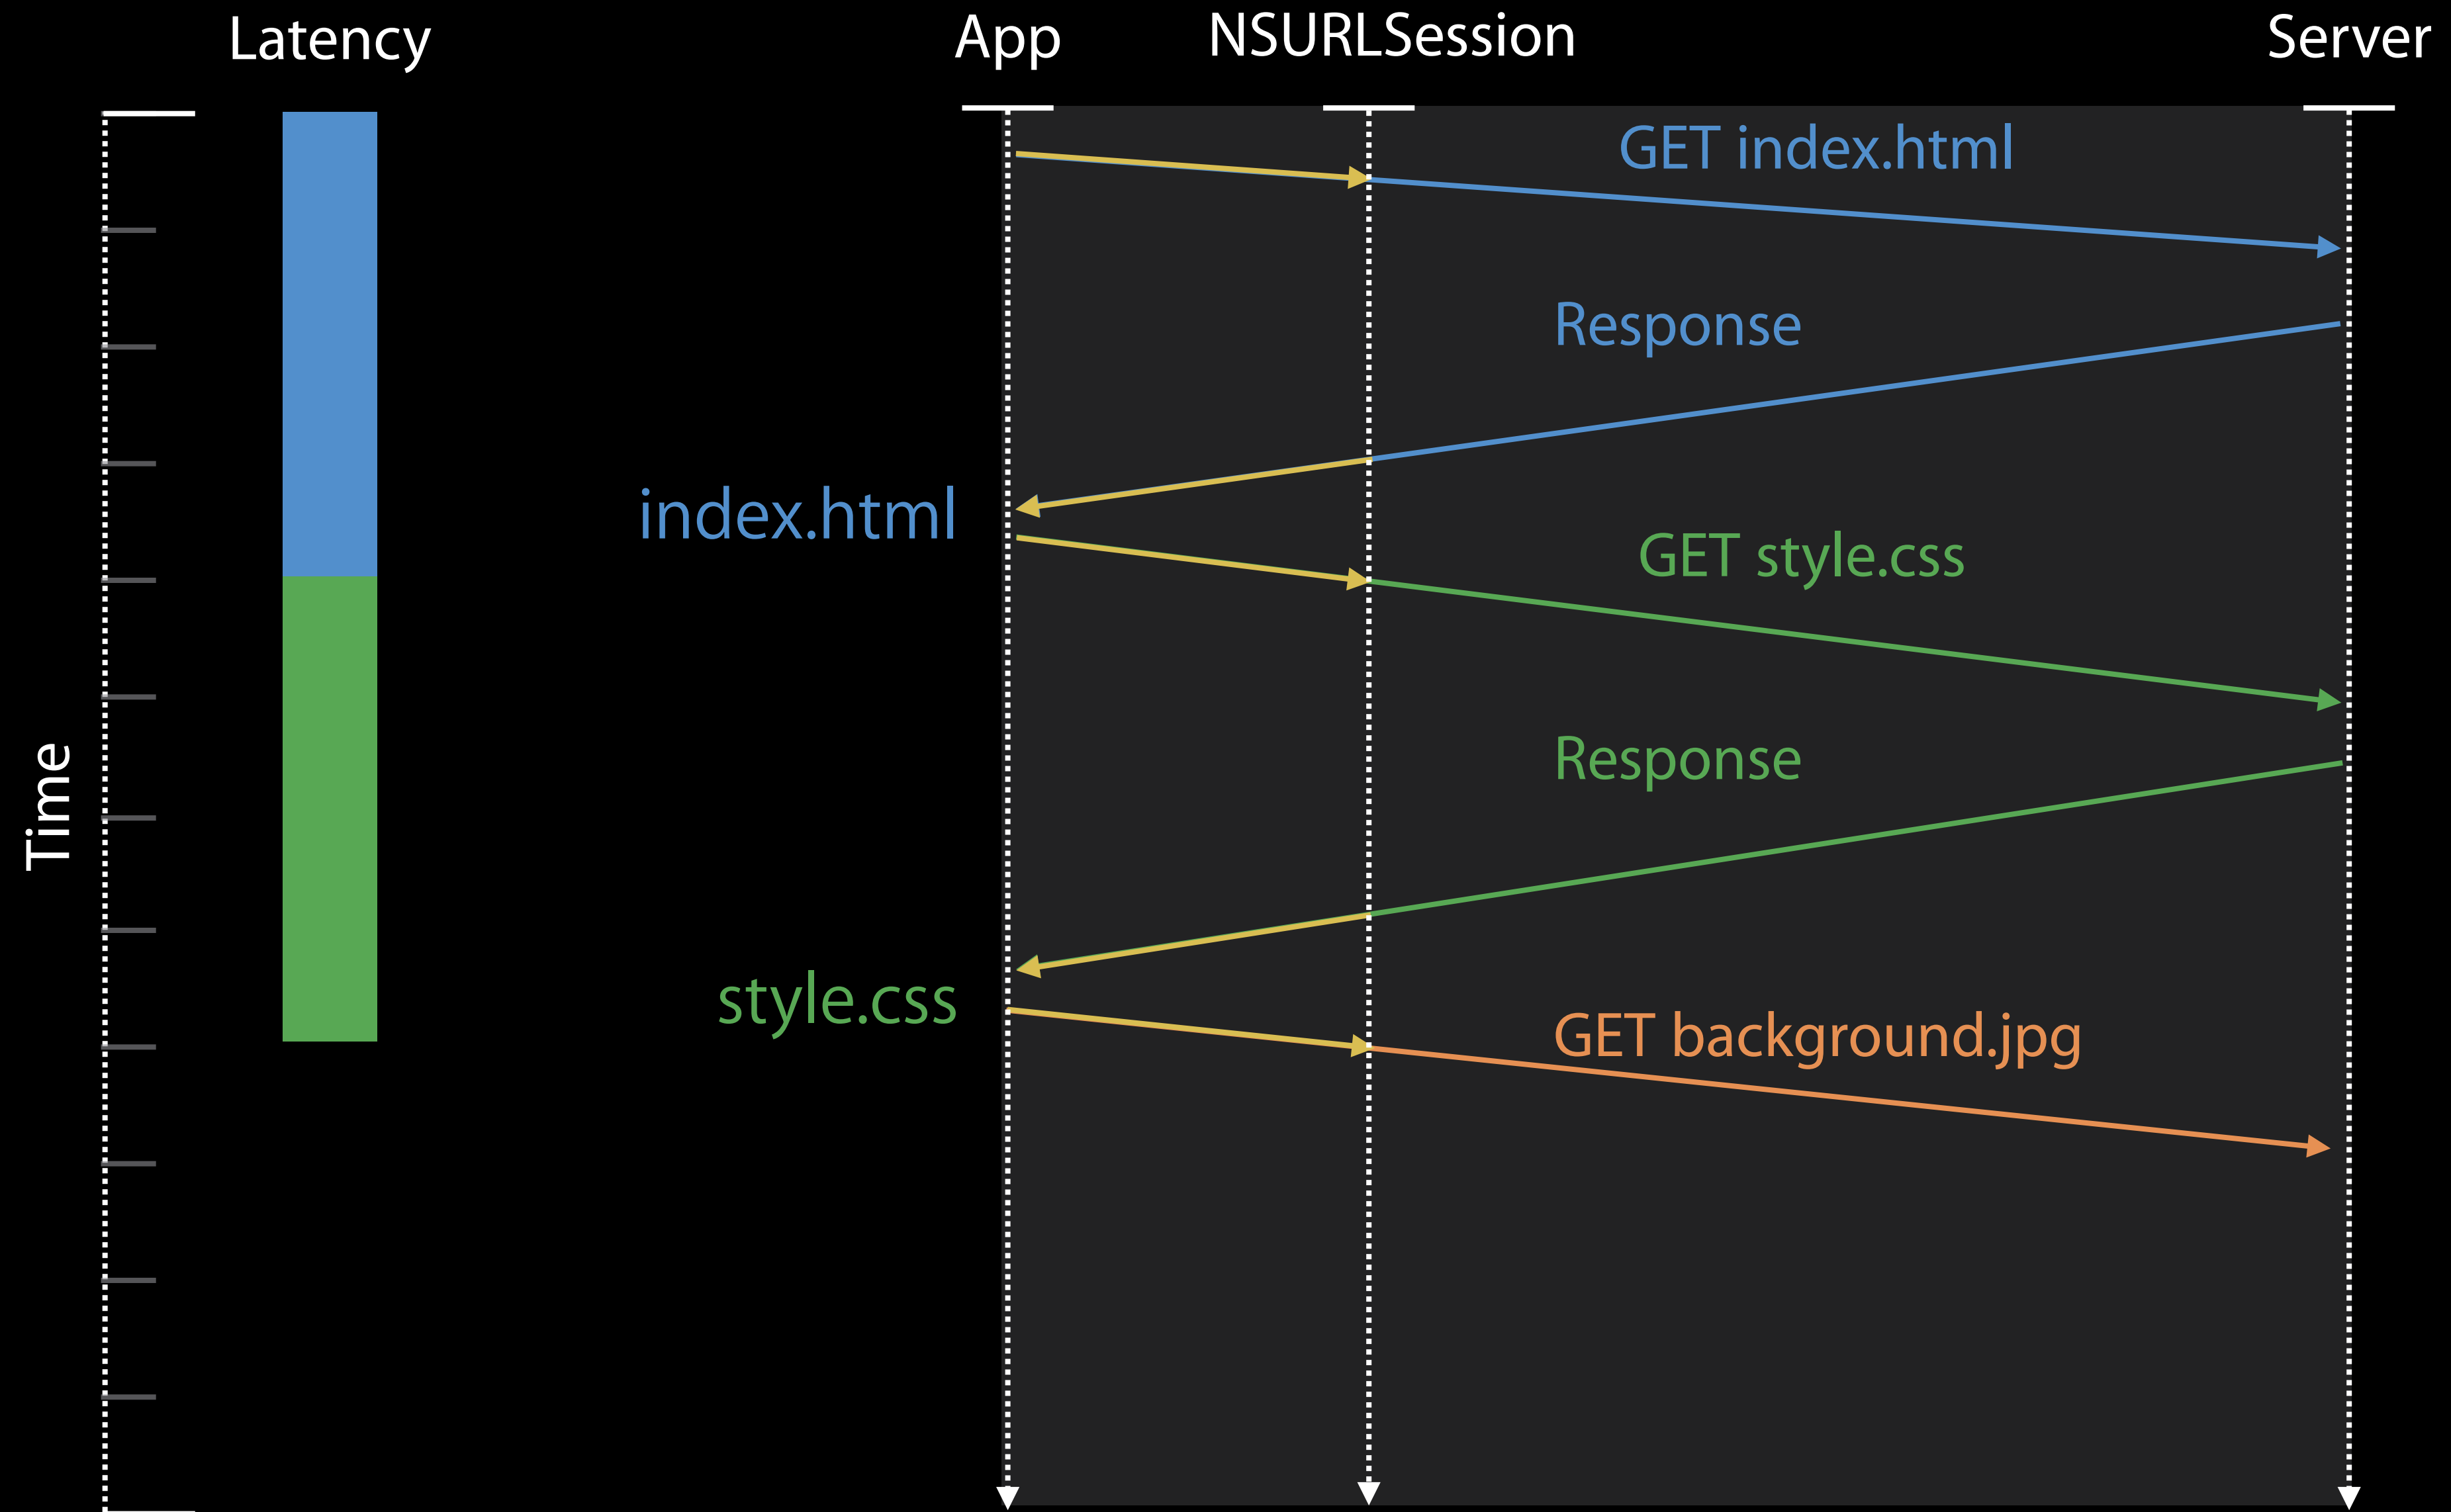 Latency
App
NSURLSession
Server
GET index.html
Response
index.html
GET style.css
Response
Time
style.css
GET background.jpg